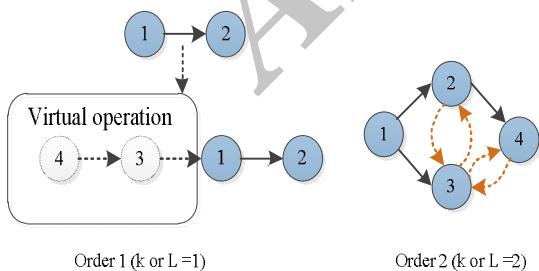 1 2
Virtual operation
4 3 1 2
Order 1 (k or L =1)
2
1
4
3
Order 2 (k or L =2)